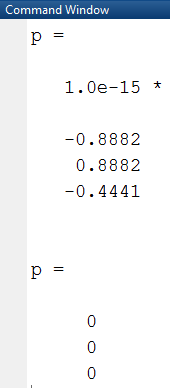 Command Window
p =
1.0e-15 *
-0.8882
0.8882
-0.4441
p =
0
0
0